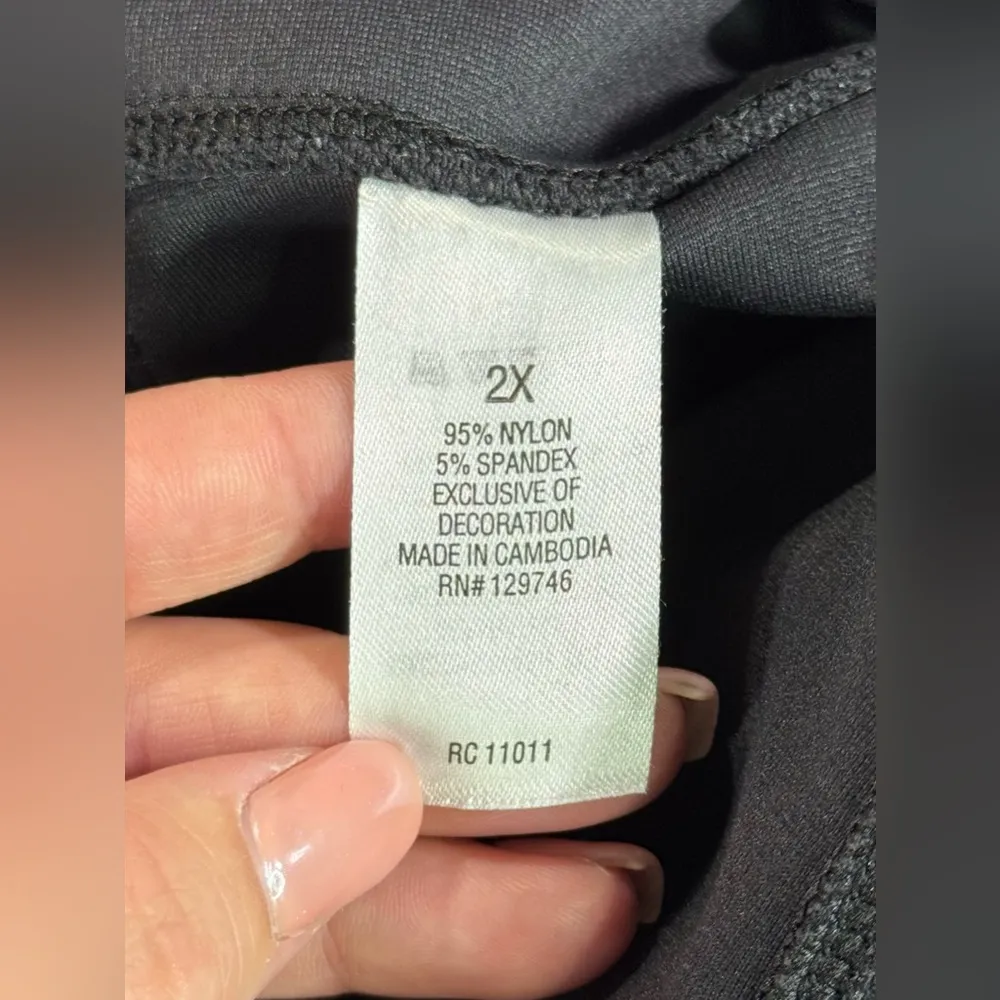 2X
95% NYLON
5% SPANDEX
EXCLUSIVE OF
DECORATION
MADE IN CAMBODIA
RN# 129746
RC 11011